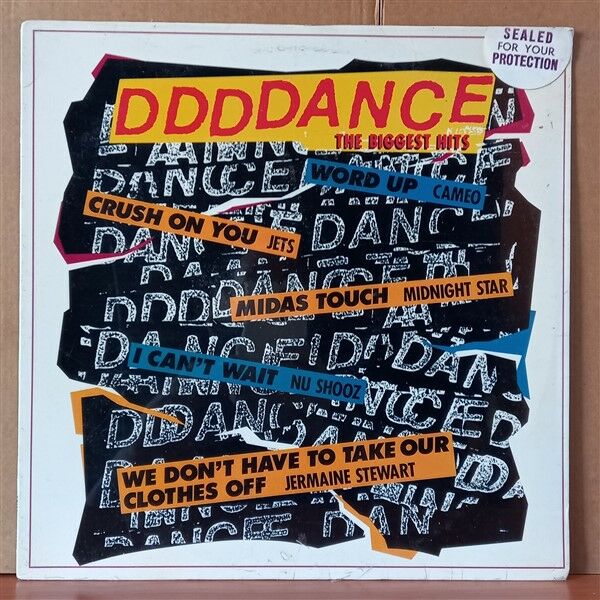 SEALED
FOR YOUR
PROTECTION
DDDDANCE
THE BIGGEST HITS
WORD UP CAMEO
CRUSH ON YOU JETS
MIDAS TOUCH MIDNIGHT STAR
I CAN'T WAIT NU SHOOZ
WE DON'T HAVE TO TAKE OUR
CLOTHES OFF JERMAINE STEWART